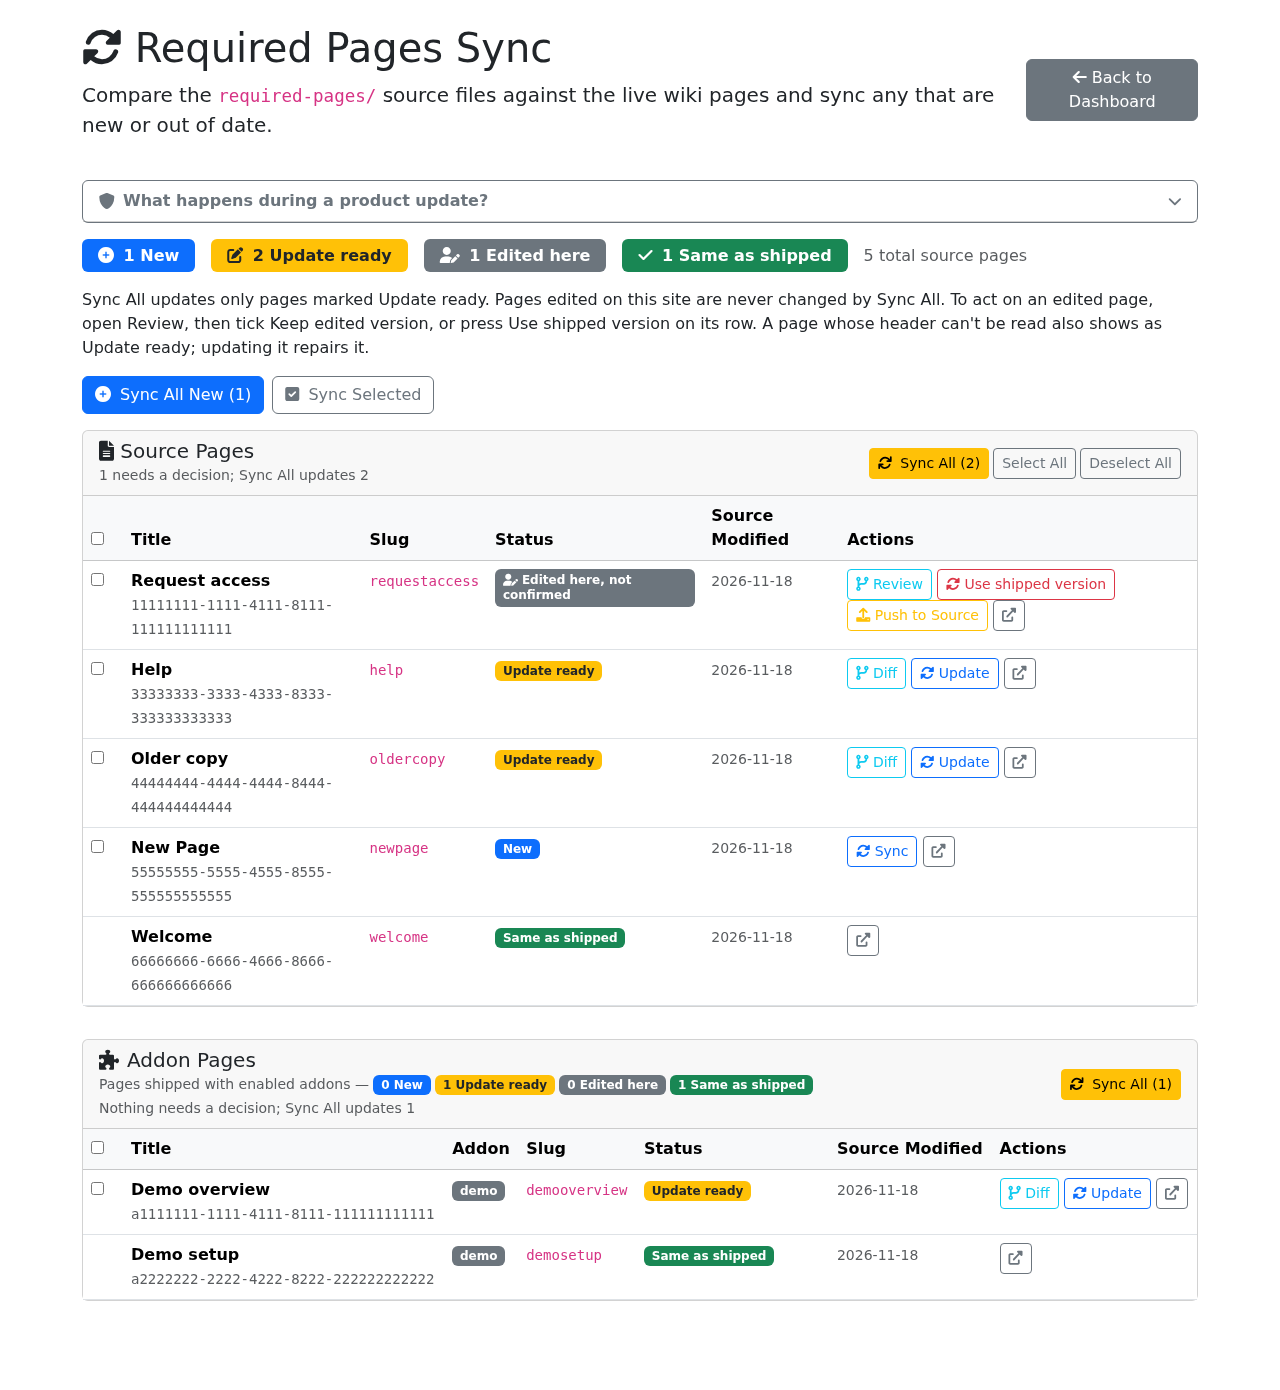 Required Pages Sync
Compare the required-pages/ source files against the live wiki pages and sync any that are
new or out of date.
Back to
Dashboard
What happens during a product update?
1 New
2 Update ready
1 Edited here
1 Same as shipped
5 total source pages
Sync All updates only pages marked Update ready. Pages edited on this site are never changed by Sync All. To act on an edited page,
open Review, then tick Keep edited version, or press Use shipped version on its row. A page whose header can't be read also shows as
Update ready; updating it repairs it.
Sync All New (1)
Sync Selected
Source Pages
1 needs a decision; Sync All updates 2
Sync All (2)
Select All
Deselect All
Title
Slug
Status
Source
Modified
Actions
Request access
11111111-1111-4111-8111-
111111111111
requestaccess
Edited here, not
confirmed
2026-11-18
Review
Use shipped version
Push to Source
Help
33333333-3333-4333-8333-
333333333333
help
Update ready
2026-11-18
Diff
Update
Older copy
44444444-4444-4444-8444-
444444444444
oldercopy
Update ready
2026-11-18
Diff
Update
New Page
55555555-5555-4555-8555-
555555555555
newpage
New
2026-11-18
Sync
Welcome
66666666-6666-4666-8666-
666666666666
welcome
Same as shipped
2026-11-18
Addon Pages
Pages shipped with enabled addons — 0 New 1 Update ready 0 Edited here 1 Same as shipped
Nothing needs a decision; Sync All updates 1
Sync All (1)
Title
Addon
Slug
Status
Source Modified
Actions
Demo overview
a1111111-1111-4111-8111-111111111111
demo
demooverview
Update ready
2026-11-18
Diff
Update
Demo setup
a2222222-2222-4222-8222-222222222222
demo
demosetup
Same as shipped
2026-11-18